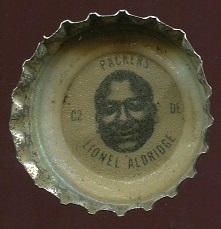 PACKERS
C2 DE
LIONEL ALDRIDGE